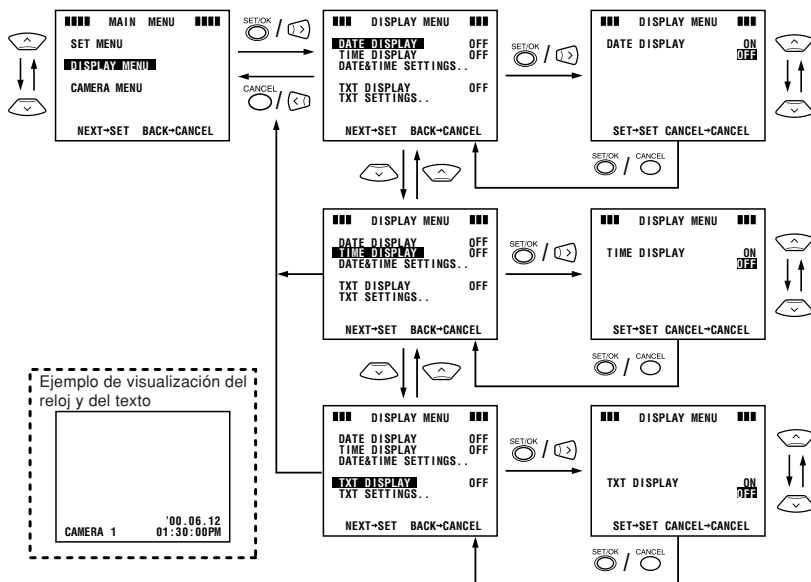 MAIN MENU
SET MENU
DISPLAY MENU
CAMERA MENU
NEXT→SET BACK→CANCEL
SET/OK
/
CANCEL
/
DISPLAY MENU
DATE DISPLAY OFF
TIME DISPLAY OFF
DATE&TIME SETTINGS..
TXT DISPLAY OFF
TXT SETTINGS..
NEXT→SET BACK→CANCEL
SET/OK
/
DISPLAY MENU
DATE DISPLAY ON
OFF
SET→SET CANCEL→CANCEL
SET/OK / CANCEL
DISPLAY MENU
DATE DISPLAY OFF
TIME DISPLAY OFF
DATE&TIME SETTINGS..
TXT DISPLAY OFF
TXT SETTINGS..
NEXT→SET BACK→CANCEL
SET/OK
/
DISPLAY MENU
TIME DISPLAY ON
OFF
SET→SET CANCEL→CANCEL
SET/OK / CANCEL
Ejemplo de visualización del
reloj y del texto
'00.06.12
CAMERA 1 01:30:00PM
DISPLAY MENU
DATE DISPLAY OFF
TIME DISPLAY OFF
DATE&TIME SETTINGS..
TXT DISPLAY OFF
TXT SETTINGS..
NEXT→SET BACK→CANCEL
SET/OK
/
DISPLAY MENU
TXT DISPLAY ON
OFF
SET→SET CANCEL→CANCEL
SET/OK / CANCEL